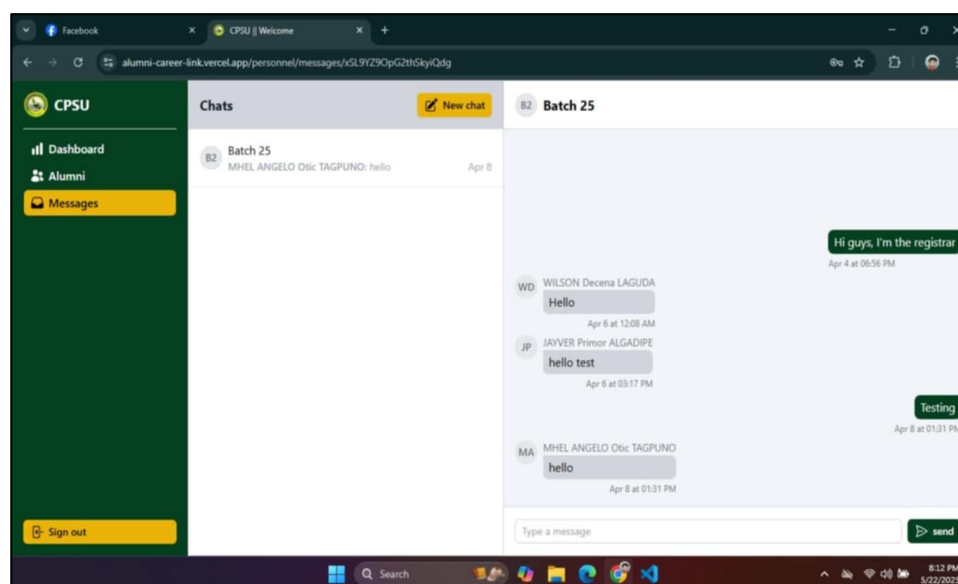 Facebook
CPSU || Welcome
alumni-career-link.vercel.app/personnel/messages/xSL9YZ9OpG2thSkyiQdg
CPSU
Dashboard
Alumni
Messages
Sign out
Chats
New chat
B2
Batch 25
MHEL ANGELO Otic TAGPUNO: hello
Apr 8
B2 Batch 25
Hi guys, I'm the registrar
Apr 4 at 06:56 PM
WD
WILSON Decena LAGUDA
Hello
Apr 6 at 12:08 AM
JP
JAYVER Primor ALGADIPE
hello test
Apr 6 at 03:17 PM
Testing
Apr 8 at 01:31 PM
MA
MHEL ANGELO Otic TAGPUNO
hello
Apr 8 at 01:31 PM
Type a message
send
Search
8:12 PM
5/22/2025